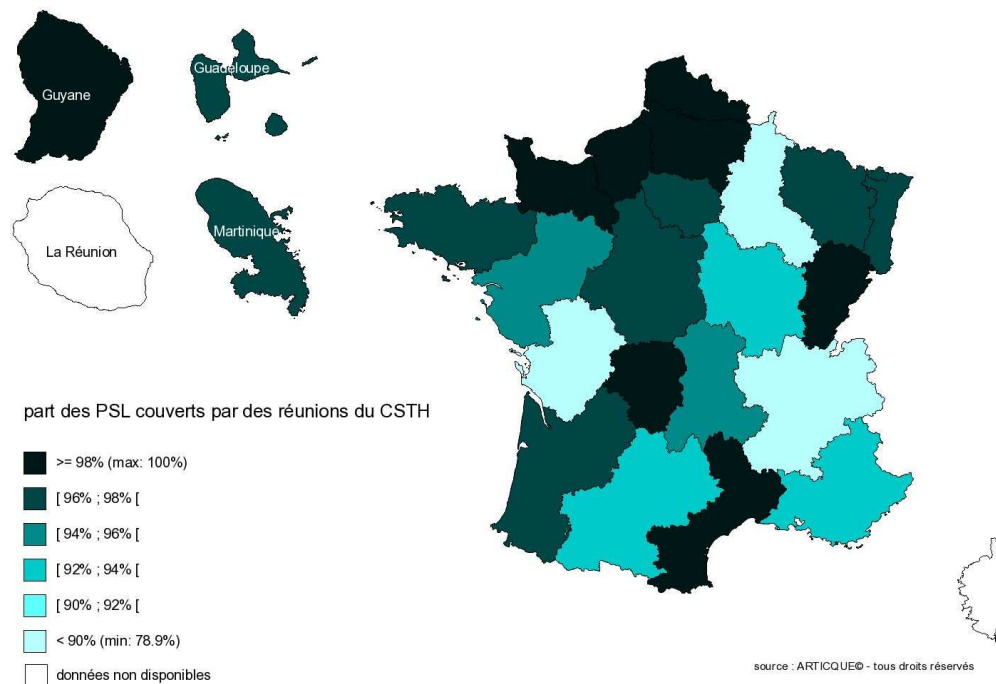 Guyane
Guadeloupe
La Réunion
Martinique
part des PSL couverts par des réunions du CSTH
>= 98% (max: 100%)
[ 96% ; 98% [
[ 94% ; 96% [
[ 92% ; 94% [
[ 90% ; 92% [
< 90% (min: 78.9%)
données non disponibles
source : ARTICQUE© - tous droits réservés